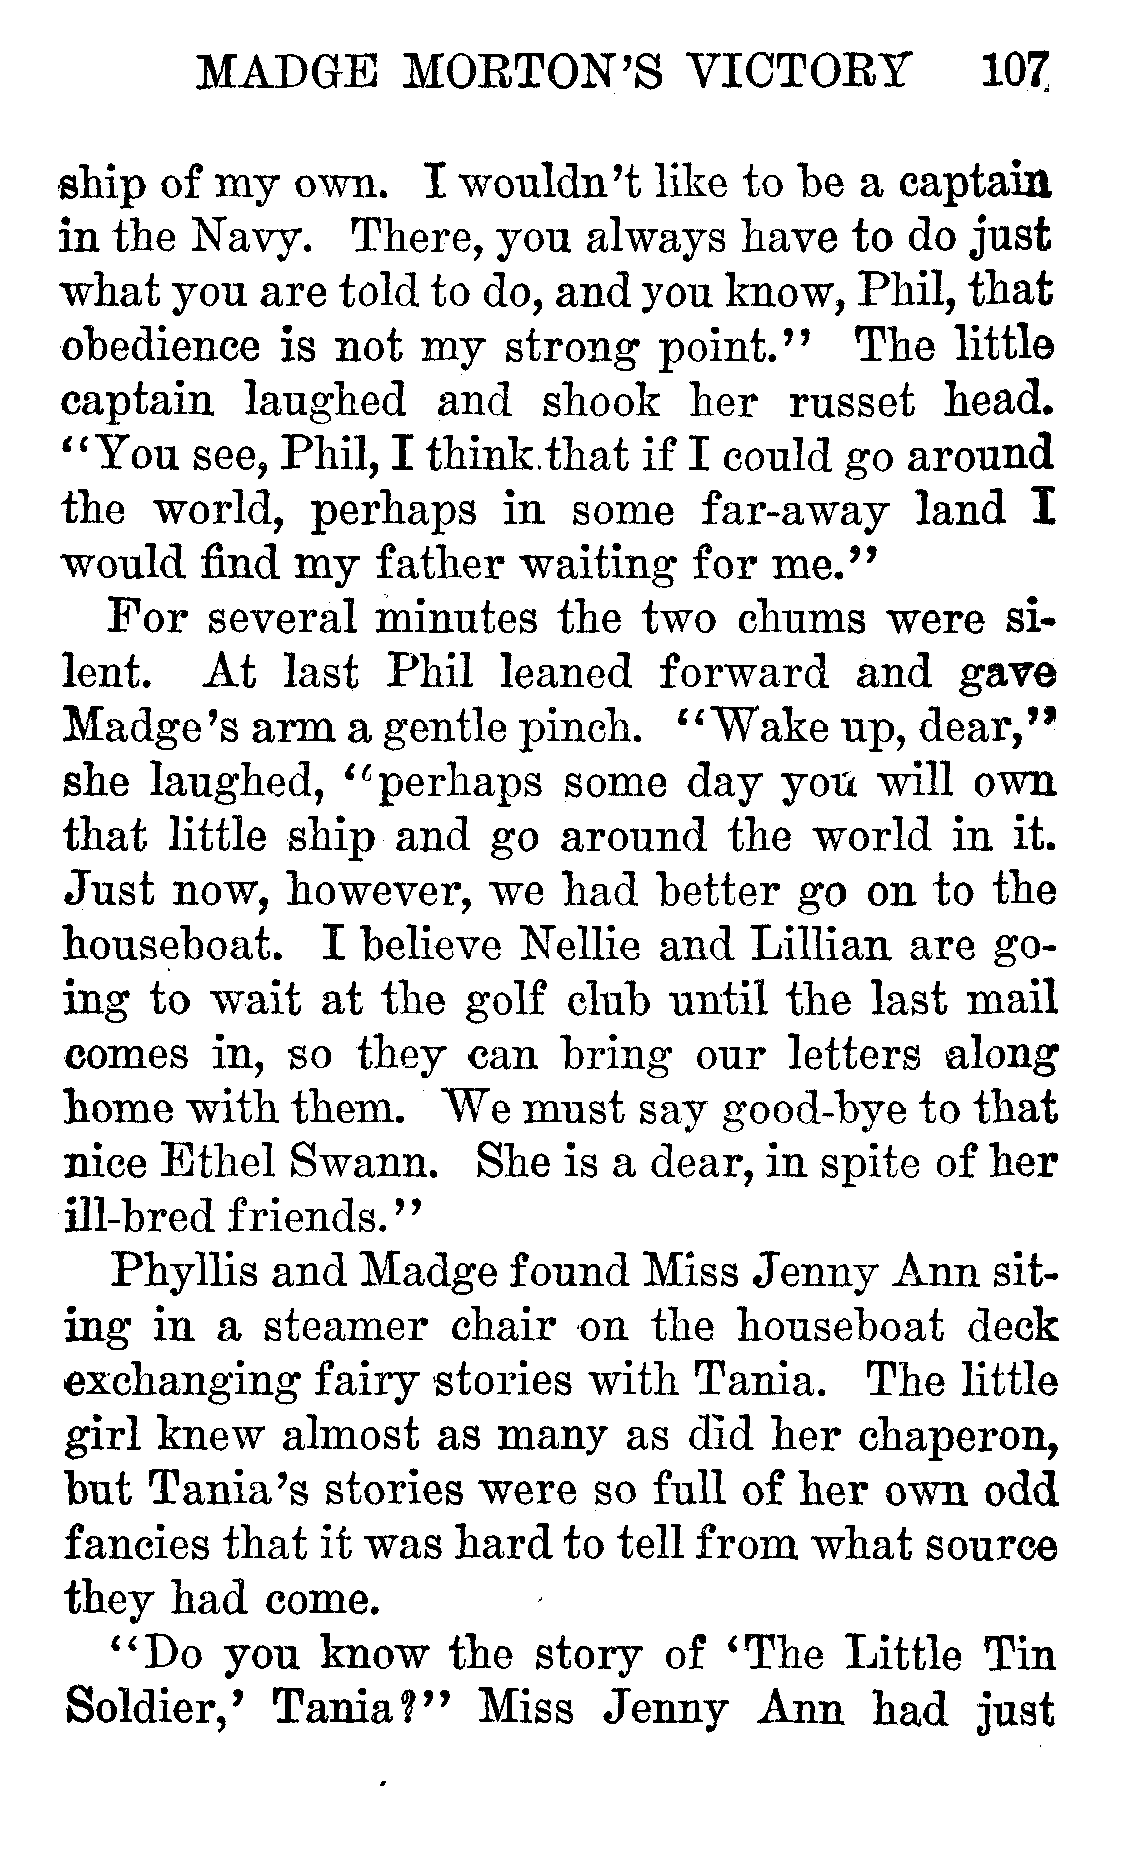 MADGE MORTON'S VICTORY 107
ship of my own. I wouldn't like to be a captain
in the Navy. There, you always have to do just
what you are told to do, and you know, Phil, that
obedience is not my strong point." The little
captain laughed and shook her russet head.
"You see, Phil, I think that if I could go around
the world, perhaps in some far-away land I
would find my father waiting for me."
For several minutes the two chums were si-
lent. At last Phil leaned forward and gave
Madge's arm a gentle pinch. "Wake up, dear,"
she laughed, "perhaps some day you will own
that little ship and go around the world in it.
Just now, however, we had better go on to the
houseboat. I believe Nellie and Lillian are go-
ing to wait at the golf club until the last mail
comes in, so they can bring our letters along
home with them. We must say good-bye to that
nice Ethel Swann. She is a dear, in spite of her
ill-bred friends."
Phyllis and Madge found Miss Jenny Ann sit-
ing in a steamer chair on the houseboat deck
exchanging fairy stories with Tania. The little
girl knew almost as many as did her chaperon,
but Tania's stories were so full of her own odd
fancies that it was hard to tell from what source
they had come.
"Do you know the story of 'The Little Tin
Soldier,' Tania?" Miss Jenny Ann had just